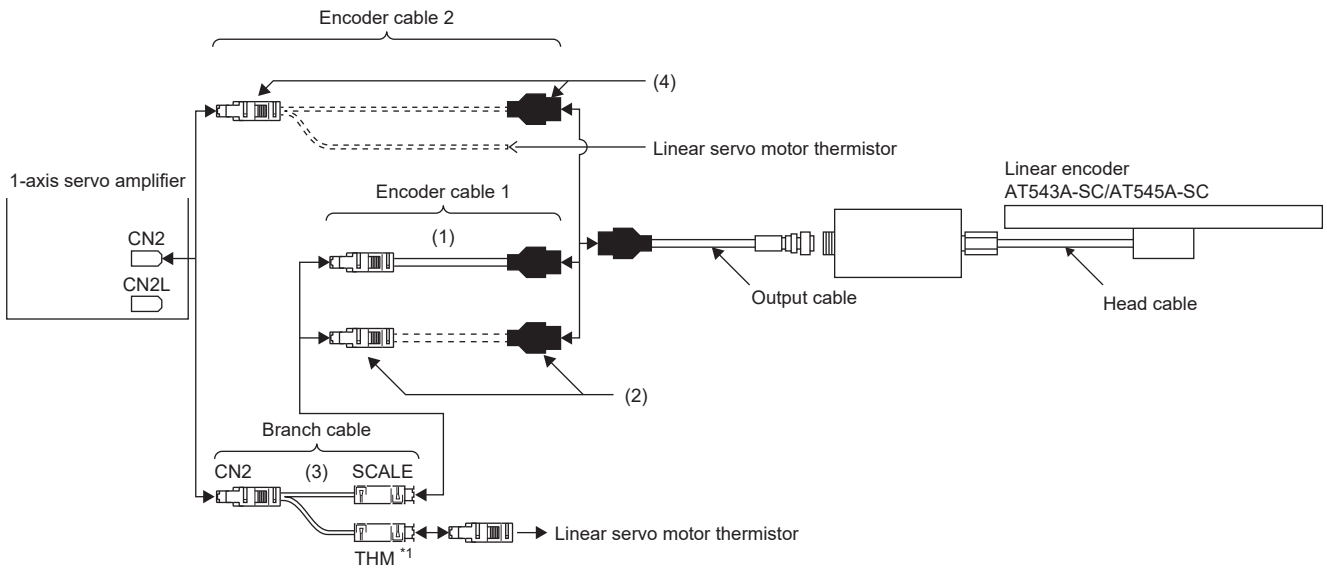 Encoder cable 2
(4)
Linear servo motor thermistor
1-axis servo amplifier
Encoder cable 1
Linear encoder
AT543A-SC/AT545A-SC
(1)
CN2
CN2L
Output cable
Head cable
(2)
Branch cable
CN2
(3)
SCALE
Linear servo motor thermistor
THM *1